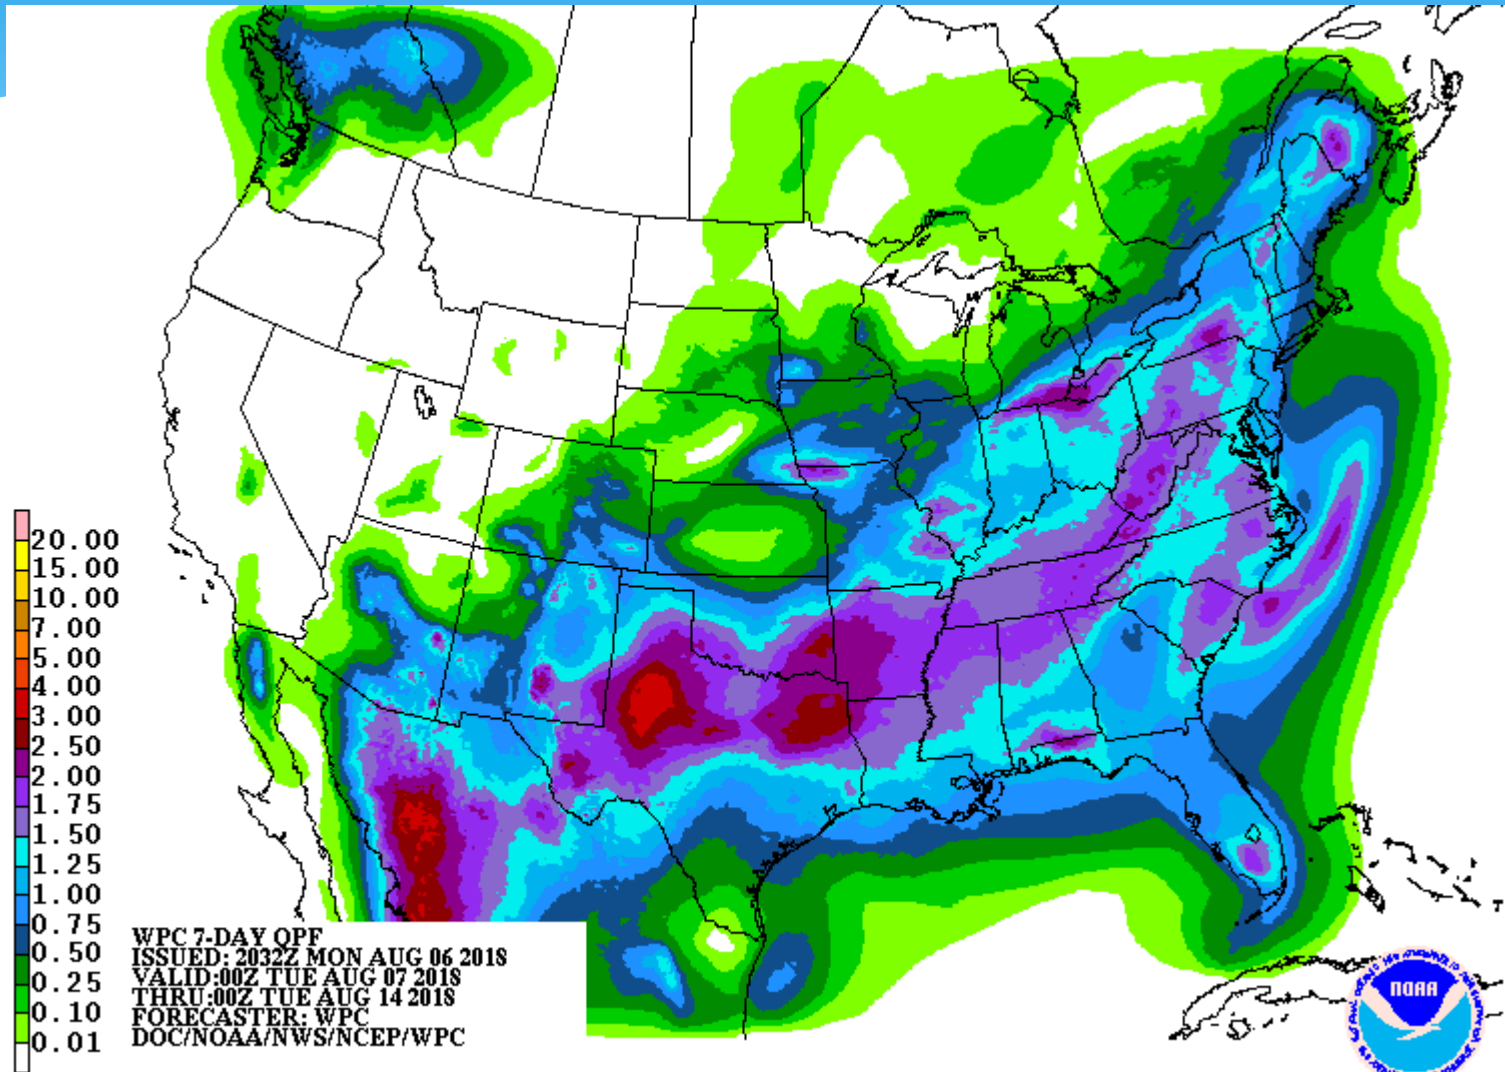 20.00
15.00
10.00
7.00
5.00
4.00
3.00
2.50
2.00
1.75
1.50
1.25
1.00
0.75
0.50
0.25
0.10
0.01
WPC 7-DAY QPF
ISSUED: 2032Z MON AUG 06 2018
VALID:00Z TUE AUG 07 2018
THRU:00Z TUE AUG 14 2018
FORECASTER: WPC
DOC/NOAA/NWS/NCEP/WPC
NOAA